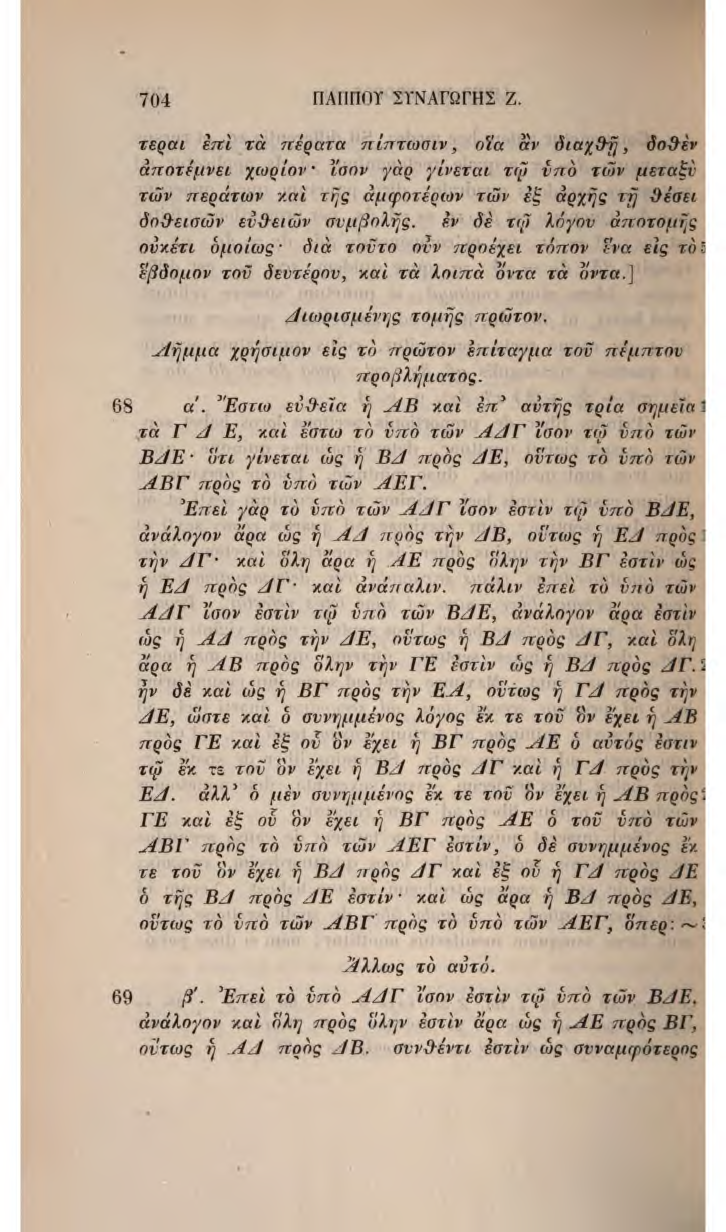 704 ΠΑΠΠΟΥ ΣΥΝΑΓΩΓΗΣ Ζ.
τεραι ἐπὶ τὰ πέρατα πίπτωσιν, οἵα ἂν διαχθῇ, δοθὲν
ἀποτέμνει χωρίον· ἴσον γὰρ γίνεται τῷ ὑπὸ τῶν μεταξὺ
τῶν περάτων καὶ τῆς ἀμφοτέρων τῶν ἐξ ἀρχῆς τῇ θέσει
δοθεισῶν εὐθειῶν συμβολῆς. ἐν δὲ τῷ λόγου ἀποτομῆς
οὐκέτι ὁμοίως· διὰ τοῦτο οὖν προέχει τόπον ἕνα εἰς τὸ 5
ἕβδομον τοῦ δευτέρου, καὶ τὰ λοιπὰ ὄντα τὰ ὄντα.]
Διωρισμένης τομῆς πρῶτον.
Λῆμμα χρήσιμον εἰς τὸ πρῶτον ἐπίταγμα τοῦ πέμπτου
προβλήματος.
68 α΄. Ἔστω εὐθεῖα ἡ ΑΒ καὶ ἐπ᾽ αὐτῆς τρία σημεῖα
τὰ Γ Δ Ε, καὶ ἔστω τὸ ὑπὸ τῶν ΑΔΓ ἴσον τῷ ὑπὸ τῶν
ΒΔΕ· ὅτι γίνεται ὡς ἡ ΒΔ πρὸς ΔΕ, οὕτως τὸ ὑπὸ τῶν
ΑΒΓ πρὸς τὸ ὑπὸ τῶν ΑΕΓ.
Ἐπεὶ γὰρ τὸ ὑπὸ τῶν ΑΔΓ ἴσον ἐστὶν τῷ ὑπὸ ΒΔΕ,
ἀνάλογον ἄρα ὡς ἡ ΑΔ πρὸς τὴν ΔΒ, οὕτως ἡ ΕΔ πρὸς
τὴν ΔΓ· καὶ ὅλη ἄρα ἡ ΑΕ πρὸς ὅλην τὴν ΒΓ ἐστὶν ὡς
ἡ ΕΔ πρὸς ΔΓ· καὶ ἀνάπαλιν. πάλιν ἐπεὶ τὸ ὑπὸ τῶν
ΑΔΓ ἴσον ἐστὶν τῷ ὑπὸ τῶν ΒΔΕ, ἀνάλογον ἄρα ἐστὶν
ὡς ἡ ΑΔ πρὸς τὴν ΔΕ, οὕτως ἡ ΒΔ πρὸς ΔΓ, καὶ ὅλη
ἄρα ἡ ΑΒ πρὸς ὅλην τὴν ΓΕ ἐστὶν ὡς ἡ ΒΔ πρὸς ΔΓ.
ἦν δὲ καὶ ὡς ἡ ΒΓ πρὸς τὴν ΕΑ, οὕτως ἡ ΓΔ πρὸς τὴν
ΔΕ, ὥστε καὶ ὁ συνημμένος λόγος ἔκ τε τοῦ ὃν ἔχει ἡ ΑΒ
πρὸς ΓΕ καὶ ἐξ οὗ ὃν ἔχει ἡ ΒΓ πρὸς ΑΕ ὁ αὐτός ἐστιν
τῷ ἔκ τε τοῦ ὃν ἔχει ἡ ΒΔ πρὸς ΔΓ καὶ ἡ ΓΔ πρὸς τὴν
ΕΔ. ἀλλ᾽ ὁ μὲν συνημμένος ἔκ τε τοῦ ὃν ἔχει ἡ ΑΒ πρὸς
ΓΕ καὶ ἐξ οὗ ὃν ἔχει ἡ ΒΓ πρὸς ΑΕ ὁ τοῦ ὑπὸ τῶν
ΑΒΓ πρὸς τὸ ὑπὸ τῶν ΑΕΓ ἐστίν, ὁ δὲ συνημμένος ἔκ
τε τοῦ ὃν ἔχει ἡ ΒΔ πρὸς ΔΓ καὶ ἐξ οὗ ἡ ΓΔ πρὸς ΔΕ
ὁ τῆς ΒΔ πρὸς ΔΕ ἐστίν· καὶ ὡς ἄρα ἡ ΒΔ πρὸς ΔΕ,
οὕτως τὸ ὑπὸ τῶν ΑΒΓ πρὸς τὸ ὑπὸ τῶν ΑΕΓ, ὅπερ: ~
Ἄλλως τὸ αὐτό.
69 β΄. Ἐπεὶ τὸ ὑπὸ ΑΔΓ ἴσον ἐστὶν τῷ ὑπὸ τῶν ΒΔΕ,
ἀνάλογον καὶ ὅλη πρὸς ὅλην ἐστὶν ἄρα ὡς ἡ ΑΕ πρὸς ΒΓ,
οὕτως ἡ ΑΔ πρὸς ΔΒ. συνθέντι ἐστὶν ὡς συναμφότερος